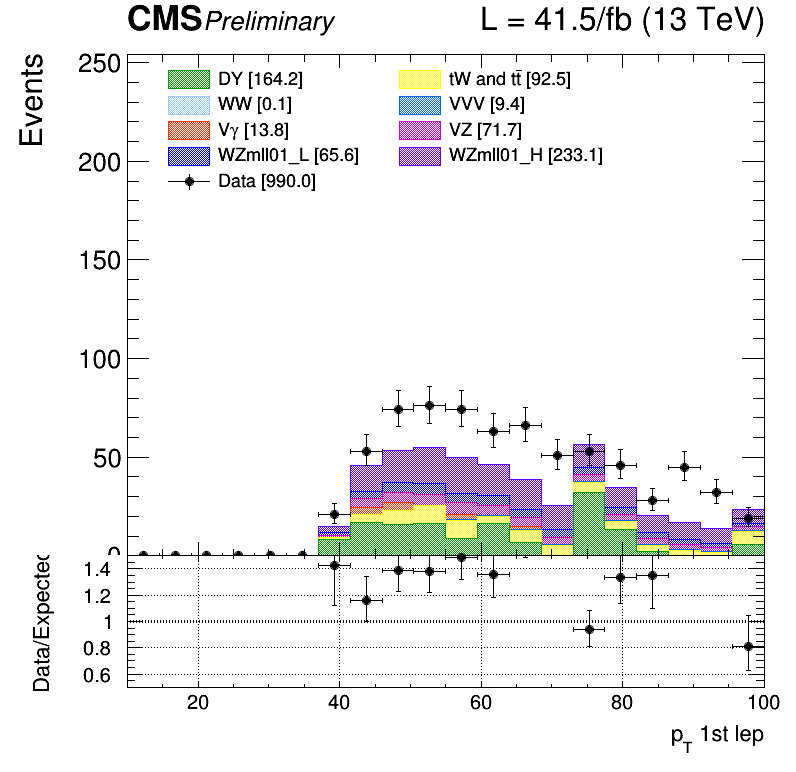 CMS Preliminary L = 41.5/fb (13 TeV)
Events
250
200
150
100
50
0
DY [164.2]
tW and tt̄ [92.5]
WW [0.1]
VVV [9.4]
Vγ [13.8]
VZ [71.7]
WZmll01_L [65.6]
WZmll01_H [233.1]
Data [990.0]
Data/Expected
1.4
1.2
1
0.8
0.6
20 40 60 80 100
p_T 1st lep